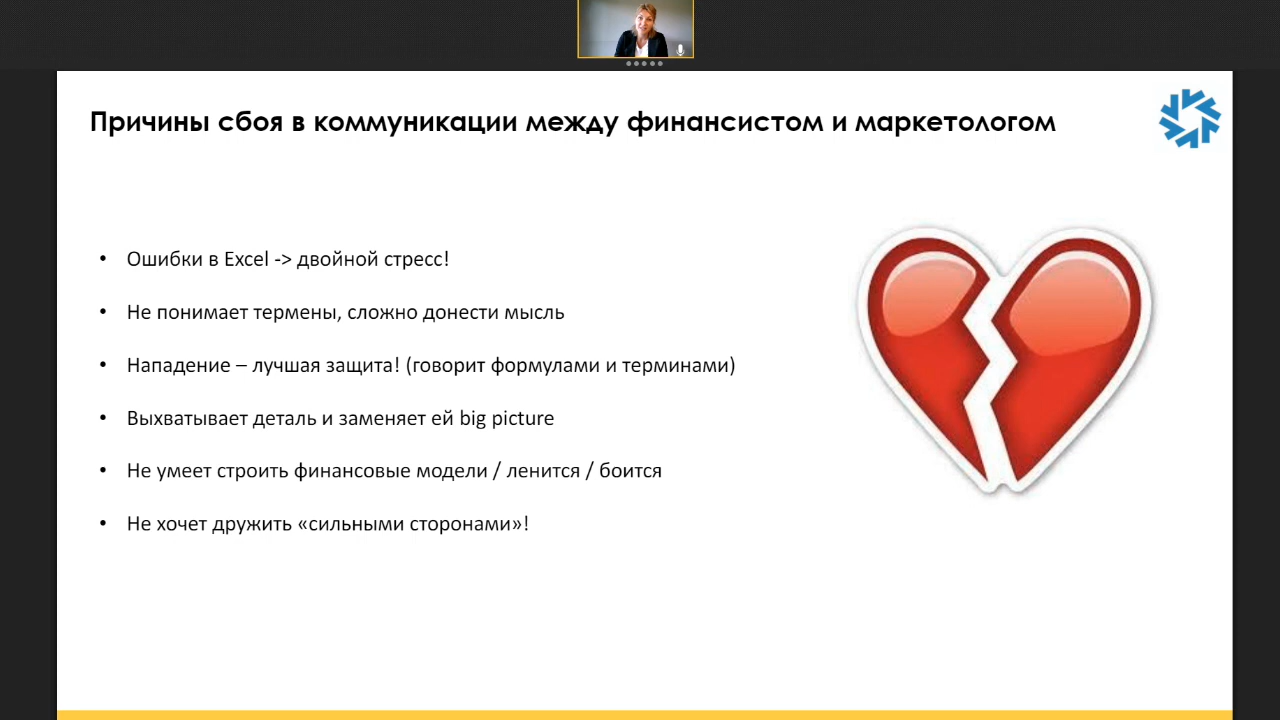 Причины сбоя в коммуникации между финансистом и маркетологом
• Ошибки в Excel -> двойной стресс!
• Не понимает термены, сложно донести мысль
• Нападение – лучшая защита! (говорит формулами и терминами)
• Выхватывает деталь и заменяет ей big picture
• Не умеет строить финансовые модели / ленится / боится
• Не хочет дружить «сильными сторонами»!